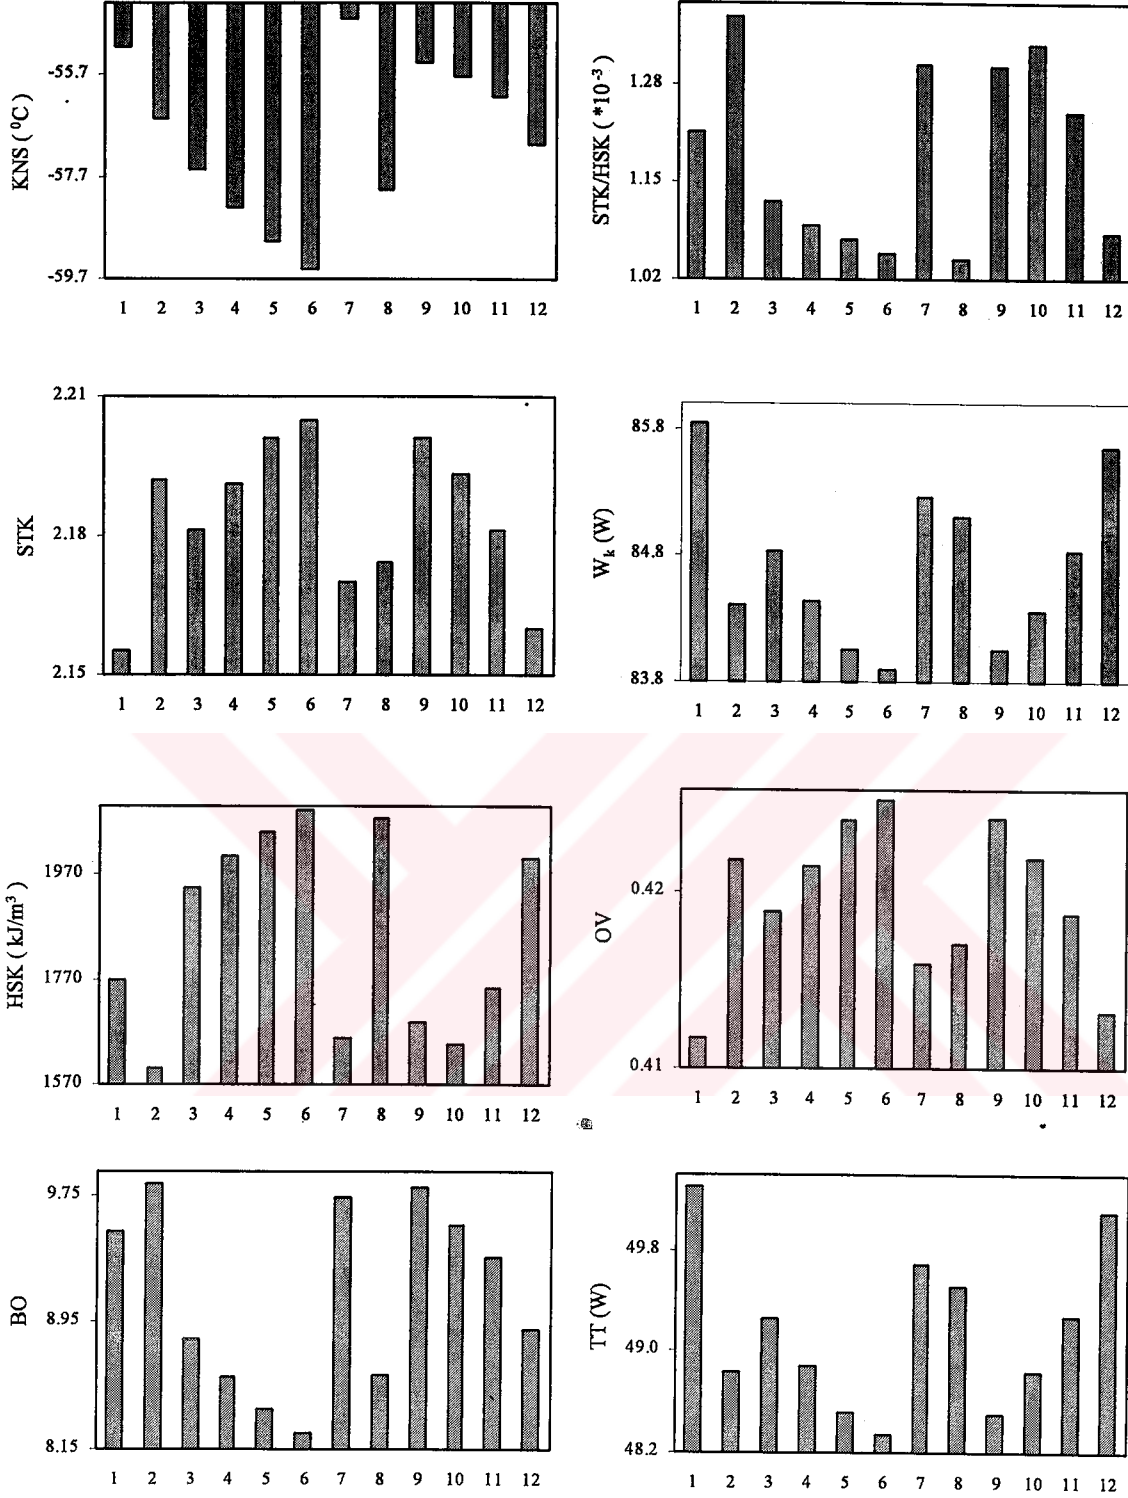 KNS ( ⁰C )
-55.7
-57.7
-59.7
1 2 3 4 5 6 7 8 9 10 11 12
STK/HSK ( *10⁻³ )
1.28
1.15
1.02
1 2 3 4 5 6 7 8 9 10 11 12
STK
2.21
2.18
2.15
1 2 3 4 5 6 7 8 9 10 11 12
Wₖ (W)
85.8
84.8
83.8
1 2 3 4 5 6 7 8 9 10 11 12
HSK ( kJ/m³ )
1970
1770
1570
1 2 3 4 5 6 7 8 9 10 11 12
OV
0.42
0.41
1 2 3 4 5 6 7 8 9 10 11 12
BO
9.75
8.95
8.15
1 2 3 4 5 6 7 8 9 10 11 12
TT (W)
49.8
49.0
48.2
1 2 3 4 5 6 7 8 9 10 11 12